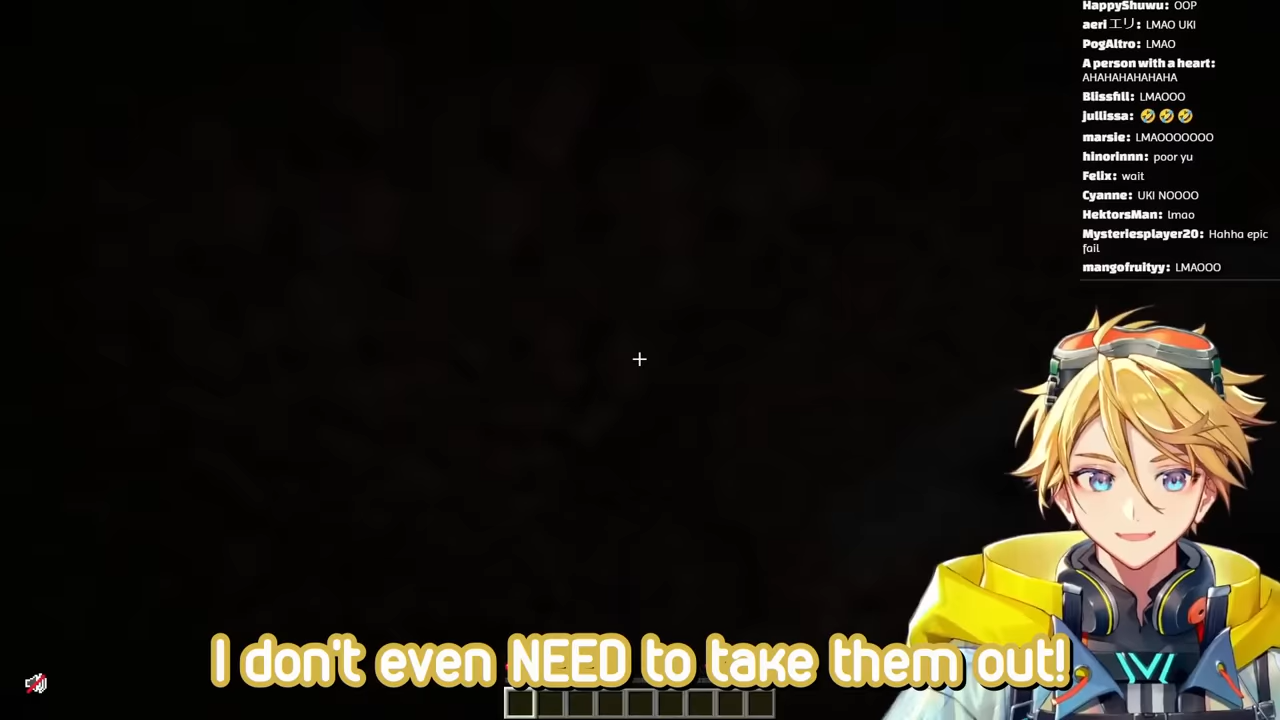 HappyShuwu: OOP
aeri エリ: LMAO UKI
PogAltro: LMAO
A person with a heart:
AHAHAHAHAHAHA
Blissfill: LMAOOO
jullissa: 🤣 🤣 🤣
marsie: LMAOOOOOOO
hinorinnn: poor yu
Felix: wait
Cyanne: UKI NOOOO
HektorsMan: lmao
Mysteriesplayer20: Hahha epic
fail
mangofruityy: LMAOOO
I don't even NEED to take them out!